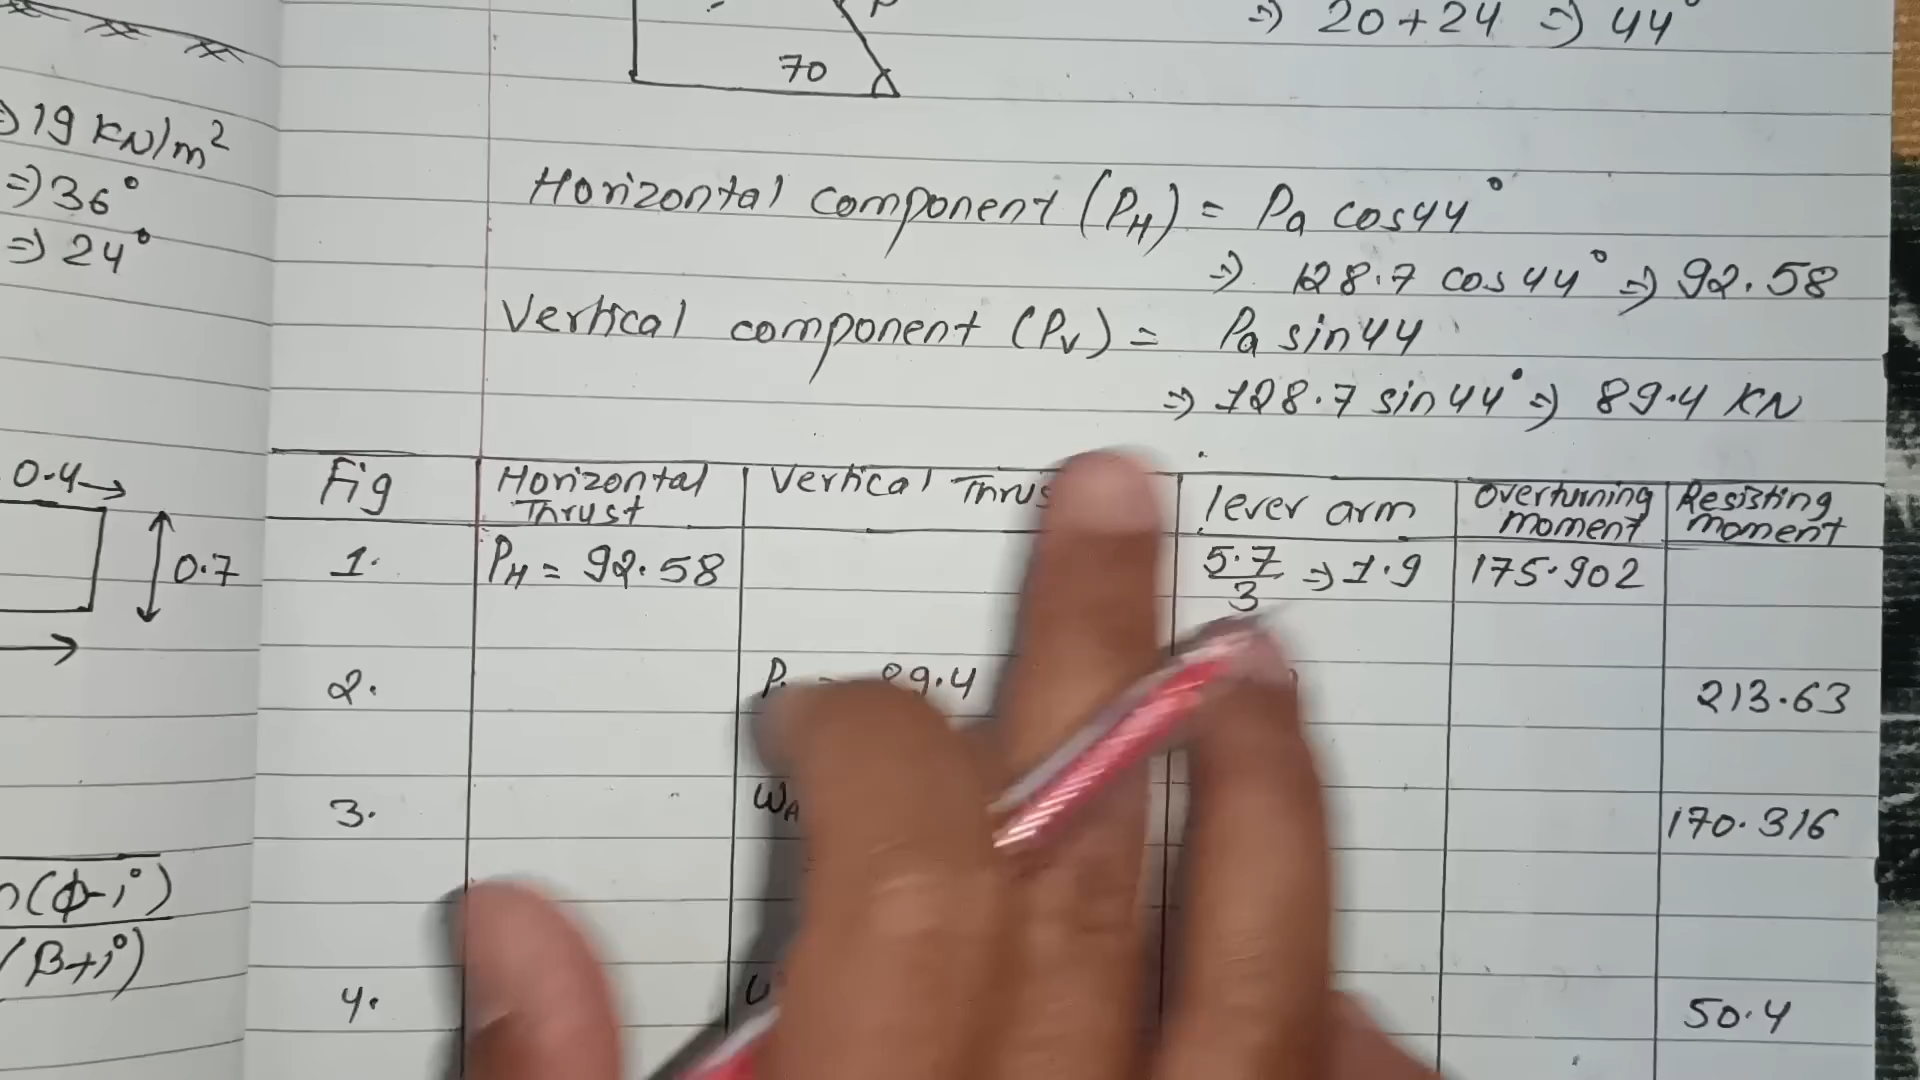 70
⇒ 20+24 ⇒ 44°
⇒ 19 KN/m²
⇒ 36°
⇒ 24°
Horizontal component (P_H) = Pa cos44°
⇒ 128.7 cos 44° ⇒ 92.58
Vertical component (Pv) = Pa sin44
⇒ 128.7 sin 44° ⇒ 89.4 KN
0.4→
0.7
(φ-i°)
(β+i°)
Fig | Horizontal Thrust | Vertical | lever arm | Overturning moment | Resisting moment
1. | P_H = 92.58 | | 5.7/3 ⇒ 1.9 | 175.902 |
2. | | 89.4 | | | 213.63
3. | | W_A | | | 170.316
4. | | | | | 50.4